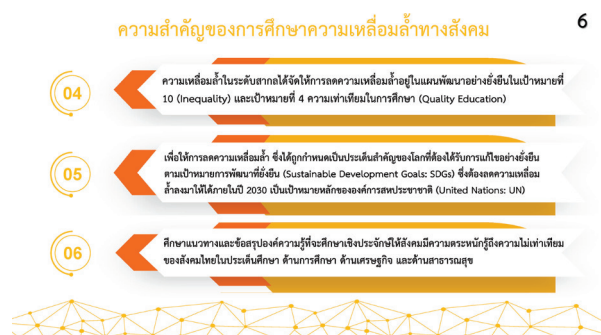 ความสำคัญของการศึกษาความเหลื่อมล้ำทางสังคม
6
04
ความเหลื่อมล้ำในระดับสากลได้จัดให้การลดความเหลื่อมล้ำอยู่ในแผนพัฒนาอย่างยั่งยืนในเป้าหมายที่
10 (Inequality) และเป้าหมายที่ 4 ความเท่าเทียมในการศึกษา (Quality Education)
05
เพื่อให้การลดความเหลื่อมล้ำ ซึ่งได้ถูกกำหนดเป็นประเด็นสำคัญของโลกที่ต้องได้รับการแก้ไขอย่างยั่งยืน
ตามเป้าหมายการพัฒนาที่ยั่งยืน (Sustainable Development Goals: SDGs) ซึ่งต้องลดความเหลื่อม
ล้ำลงมาให้ได้ภายในปี 2030 เป็นเป้าหมายหลักขององค์การสหประชาชาติ (United Nations: UN)
06
ศึกษาแนวทางและข้อสรุปองค์ความรู้ที่จะศึกษาเชิงประจักษ์ให้สังคมมีความตระหนักรู้ถึงความไม่เท่าเทียม
ของสังคมไทยในประเด็นศึกษา ด้านการศึกษา ด้านเศรษฐกิจ และด้านสาธารณสุข